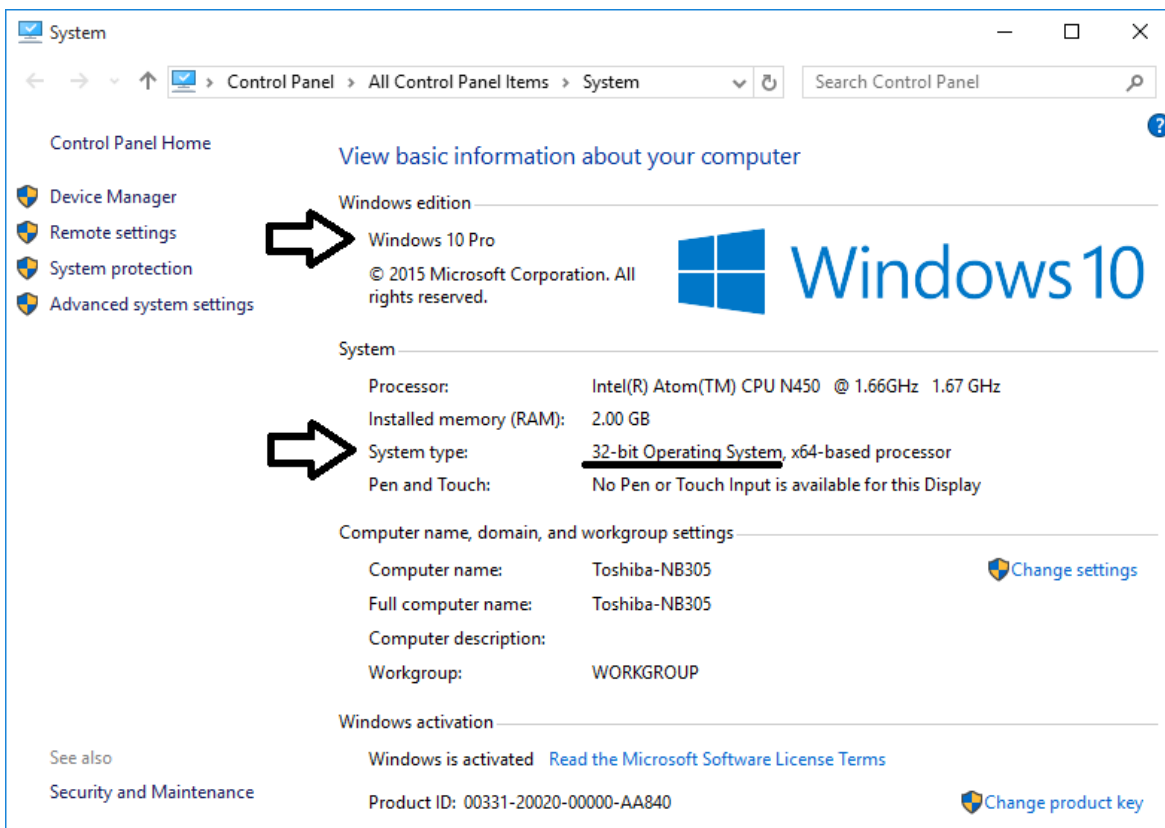 System
Control Panel > All Control Panel Items > System
Search Control Panel
?
Control Panel Home
Device Manager
Remote settings
System protection
Advanced system settings
View basic information about your computer
Windows edition
Windows 10 Pro
© 2015 Microsoft Corporation. All
rights reserved.
Windows 10
System
Processor: Intel(R) Atom(TM) CPU N450 @ 1.66GHz 1.67 GHz
Installed memory (RAM): 2.00 GB
System type: 32-bit Operating System, x64-based processor
Pen and Touch: No Pen or Touch Input is available for this Display
Computer name, domain, and workgroup settings
Computer name: Toshiba-NB305
Change settings
Full computer name: Toshiba-NB305
Computer description:
Workgroup: WORKGROUP
Windows activation
Windows is activated Read the Microsoft Software License Terms
Product ID: 00331-20020-00000-AA840
Change product key
See also
Security and Maintenance